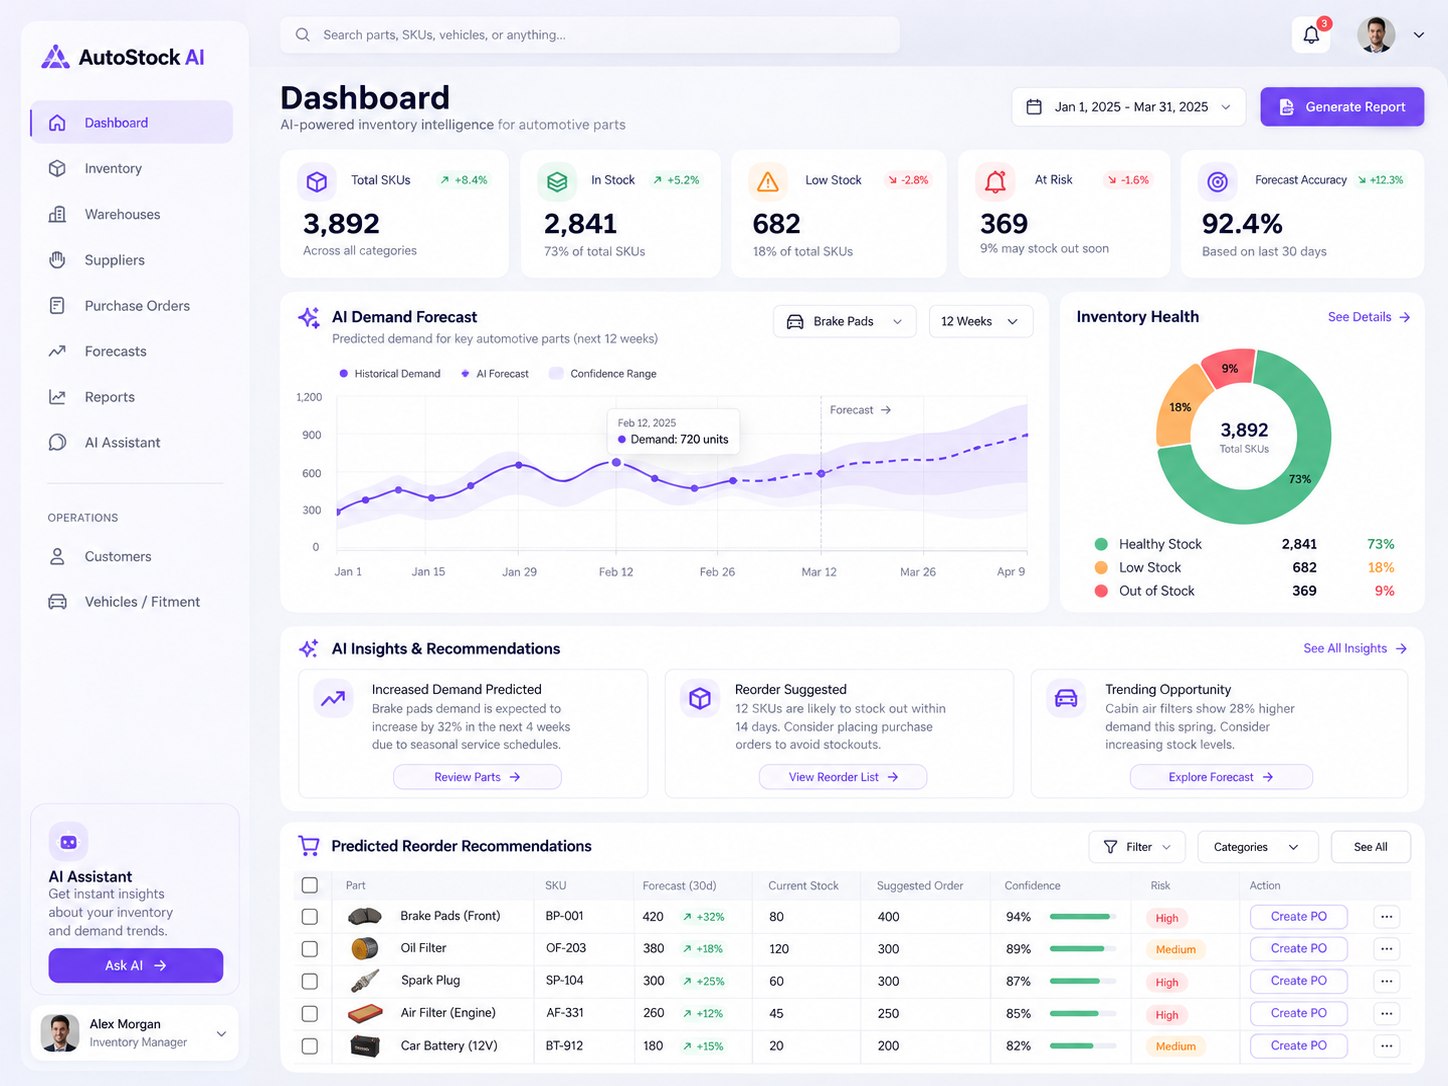 AutoStock AI
Dashboard
Inventory
Warehouses
Suppliers
Purchase Orders
Forecasts
Reports
AI Assistant
OPERATIONS
Customers
Vehicles / Fitment
AI Assistant
Get instant insights
about your inventory
and demand trends.
Ask AI →
Alex Morgan
Inventory Manager
Search parts, SKUs, vehicles, or anything...
3
Dashboard
AI-powered inventory intelligence for automotive parts
Jan 1, 2025 - Mar 31, 2025
Generate Report
Total SKUs
+8.4%
3,892
Across all categories
In Stock
+5.2%
2,841
73% of total SKUs
Low Stock
-2.8%
682
18% of total SKUs
At Risk
-1.6%
369
9% may stock out soon
Forecast Accuracy
+12.3%
92.4%
Based on last 30 days
AI Demand Forecast
Predicted demand for key automotive parts (next 12 weeks)
Brake Pads
12 Weeks
Historical Demand
AI Forecast
Confidence Range
1,200
900
600
300
0
Feb 12, 2025
Demand: 720 units
Forecast →
Jan 1
Jan 15
Jan 29
Feb 12
Feb 26
Mar 12
Mar 26
Apr 9
Inventory Health
See Details →
9%
18%
73%
3,892
Total SKUs
Healthy Stock 2,841 73%
Low Stock 682 18%
Out of Stock 369 9%
AI Insights & Recommendations
See All Insights →
Increased Demand Predicted
Brake pads demand is expected to
increase by 32% in the next 4 weeks
due to seasonal service schedules.
Review Parts →
Reorder Suggested
12 SKUs are likely to stock out within
14 days. Consider placing purchase
orders to avoid stockouts.
View Reorder List →
Trending Opportunity
Cabin air filters show 28% higher
demand this spring. Consider
increasing stock levels.
Explore Forecast →
Predicted Reorder Recommendations
Filter
Categories
See All
Part SKU Forecast (30d) Current Stock Suggested Order Confidence Risk Action
Brake Pads (Front) BP-001 420 +32% 80 400 94% High Create PO
Oil Filter OF-203 380 +18% 120 300 89% Medium Create PO
Spark Plug SP-104 300 +25% 60 300 87% High Create PO
Air Filter (Engine) AF-331 260 +12% 45 250 85% High Create PO
Car Battery (12V) BT-912 180 +15% 20 200 82% Medium Create PO